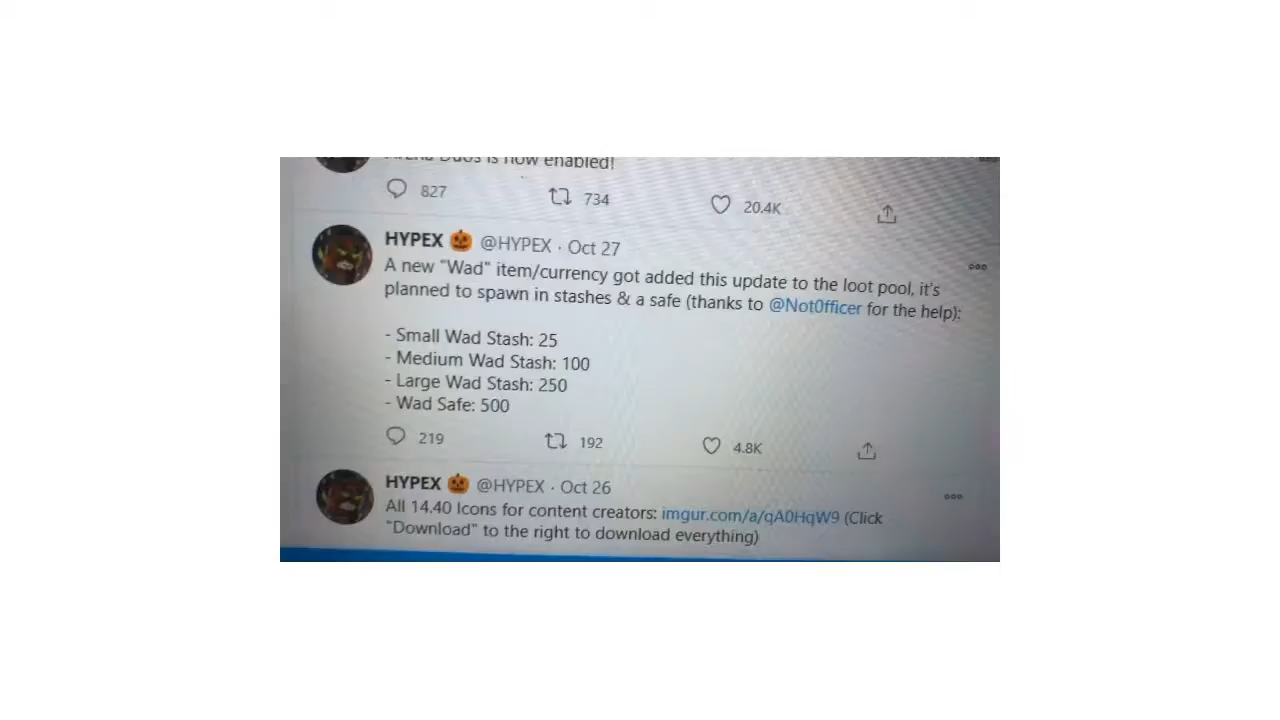 Arena Duos is now enabled!
827 734 20.4K
HYPEX 🎃 @HYPEX · Oct 27
A new "Wad" item/currency got added this update to the loot pool, it's
planned to spawn in stashes & a safe (thanks to @Not0fficer for the help):
- Small Wad Stash: 25
- Medium Wad Stash: 100
- Large Wad Stash: 250
- Wad Safe: 500
219 192 4.8K
HYPEX 🎃 @HYPEX · Oct 26
All 14.40 Icons for content creators: imgur.com/a/qA0HqW9 (Click
"Download" to the right to download everything)